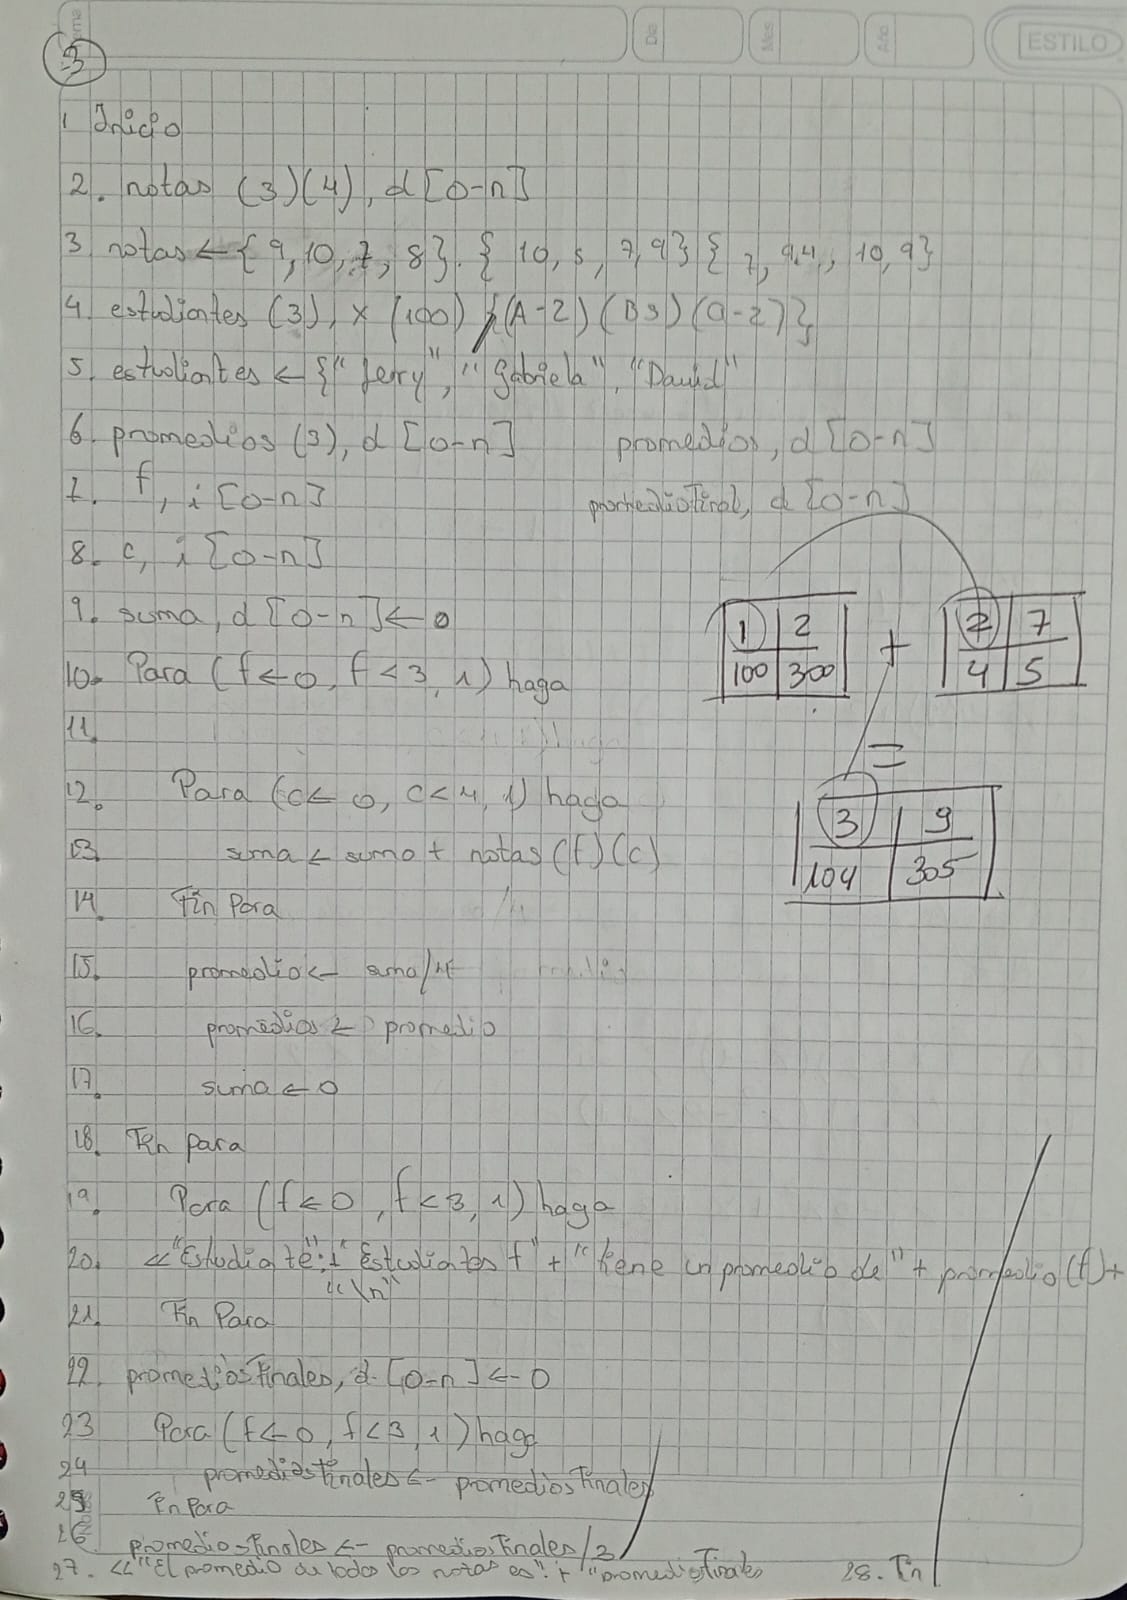 ema Dia Mes Año ESTILO
3
1 Inicio
2. notas (3)(4), d [0-n]
3 notas ← {9, 10, 7, 8}. { 10, 5, 7, 9} { 7, 9.4, 10, 9}
4. estudiantes (3), x (100) {(A-Z) (Bs) (a-z)}
5. estudiantes ← {"Jerry", "Gabriela", "David"
6. promedios (3), d [0-n] promedios, d [0-n]
7. f, i [0-n] promedioFinal, d [0-n]
8. c, i [0-n]
9. suma, d [0-n] ← 0
1 2 + 2 7
100 300 4 5
10. Para (f ← 0, f < 3, 1) haga
11.
=
12. Para (c ← 0, c < 4, 1) haga
3 9
13 suma ← suma + notas (f)(c)
104 305
14. Fin Para
15. promedio ← suma/4
16. promedios ← promedio
17. suma ← 0
18. Fin para
19. Para (f ← 0, f < 3, 1) haga
20. << "Estudiante": + "Estudiantes f" + "tiene un promedio de" + promedio (f) +
"\n"
21. Fin Para
22. promediosFinales, d [0-n] ← 0
23 Para (f ← 0, f < 3, 1) haga
24 promediosFinales ← promediosFinales
25 Fin Para
26. promedio-Finales ← promediosFinales/3
27. << "El promedio de todas las notas es": + "promediosFinales 28. Fin